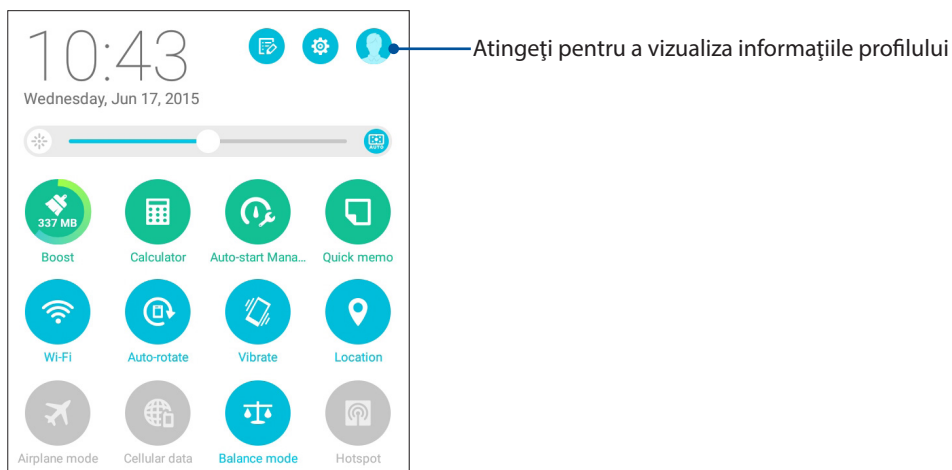 10:43
Atingeţi pentru a vizualiza informaţiile profilului
Wednesday, Jun 17, 2015
AUTO
337 MB
Boost Calculator Auto-start Mana... Quick memo
Wi-Fi Auto-rotate Vibrate Location
Airplane mode Cellular data Balance mode Hotspot